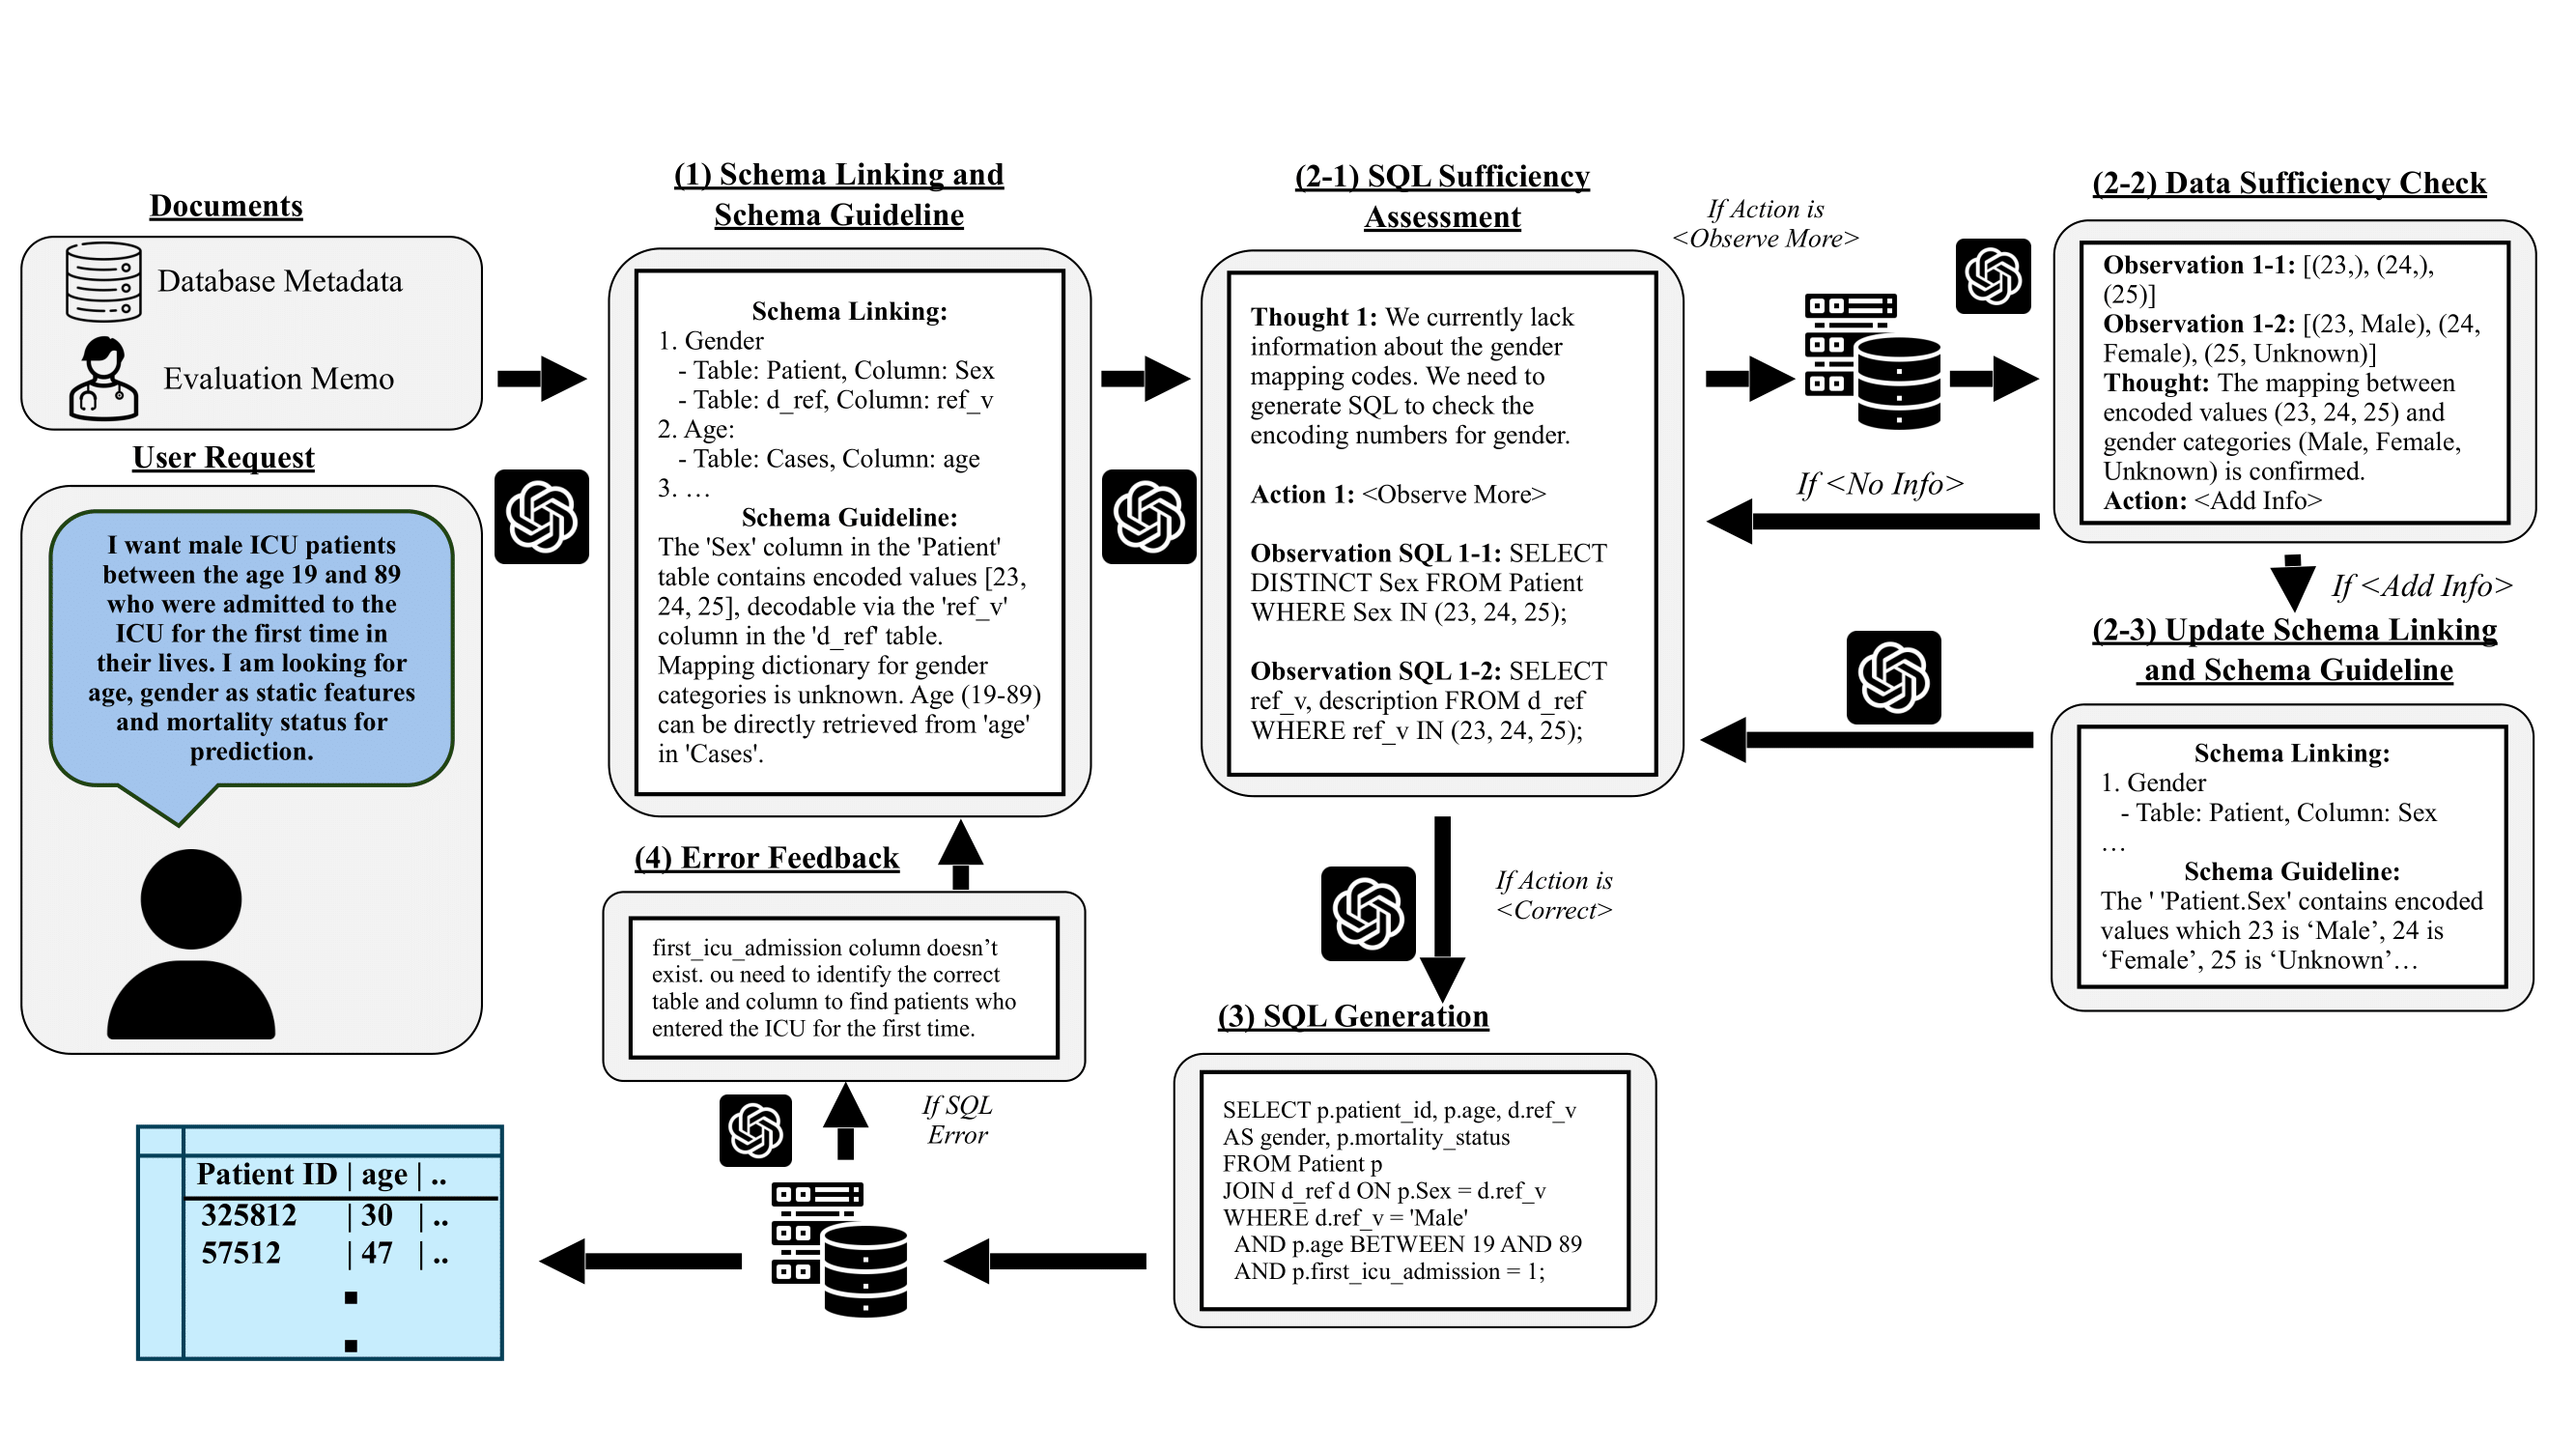 Documents
Database Metadata
Evaluation Memo
User Request
I want male ICU patients
between the age 19 and 89
who were admitted to the
ICU for the first time in
their lives. I am looking for
age, gender as static features
and mortality status for
prediction.
(1) Schema Linking and
Schema Guideline
Schema Linking:
1. Gender
- Table: Patient, Column: Sex
- Table: d_ref, Column: ref_v
2. Age:
- Table: Cases, Column: age
3. …
Schema Guideline:
The 'Sex' column in the 'Patient'
table contains encoded values [23,
24, 25], decodable via the 'ref_v'
column in the 'd_ref' table.
Mapping dictionary for gender
categories is unknown. Age (19-89)
can be directly retrieved from 'age'
in 'Cases'.
(2-1) SQL Sufficiency
Assessment
Thought 1: We currently lack
information about the gender
mapping codes. We need to
generate SQL to check the
encoding numbers for gender.
Action 1: <Observe More>
Observation SQL 1-1: SELECT
DISTINCT Sex FROM Patient
WHERE Sex IN (23, 24, 25);
Observation SQL 1-2: SELECT
ref_v, description FROM d_ref
WHERE ref_v IN (23, 24, 25);
If Action is
<Observe More>
(2-2) Data Sufficiency Check
Observation 1-1: [(23,), (24,),
(25)]
Observation 1-2: [(23, Male), (24,
Female), (25, Unknown)]
Thought: The mapping between
encoded values (23, 24, 25) and
gender categories (Male, Female,
Unknown) is confirmed.
Action: <Add Info>
If <No Info>
If <Add Info>
(2-3) Update Schema Linking
and Schema Guideline
Schema Linking:
1. Gender
- Table: Patient, Column: Sex
…
Schema Guideline:
The ' 'Patient.Sex' contains encoded
values which 23 is ‘Male’, 24 is
‘Female’, 25 is ‘Unknown’…
If Action is
<Correct>
(3) SQL Generation
SELECT p.patient_id, p.age, d.ref_v
AS gender, p.mortality_status
FROM Patient p
JOIN d_ref d ON p.Sex = d.ref_v
WHERE d.ref_v = 'Male'
AND p.age BETWEEN 19 AND 89
AND p.first_icu_admission = 1;
(4) Error Feedback
first_icu_admission column doesn’t
exist. ou need to identify the correct
table and column to find patients who
entered the ICU for the first time.
If SQL
Error
Patient ID | age | ..
325812 | 30 | ..
57512 | 47 | ..